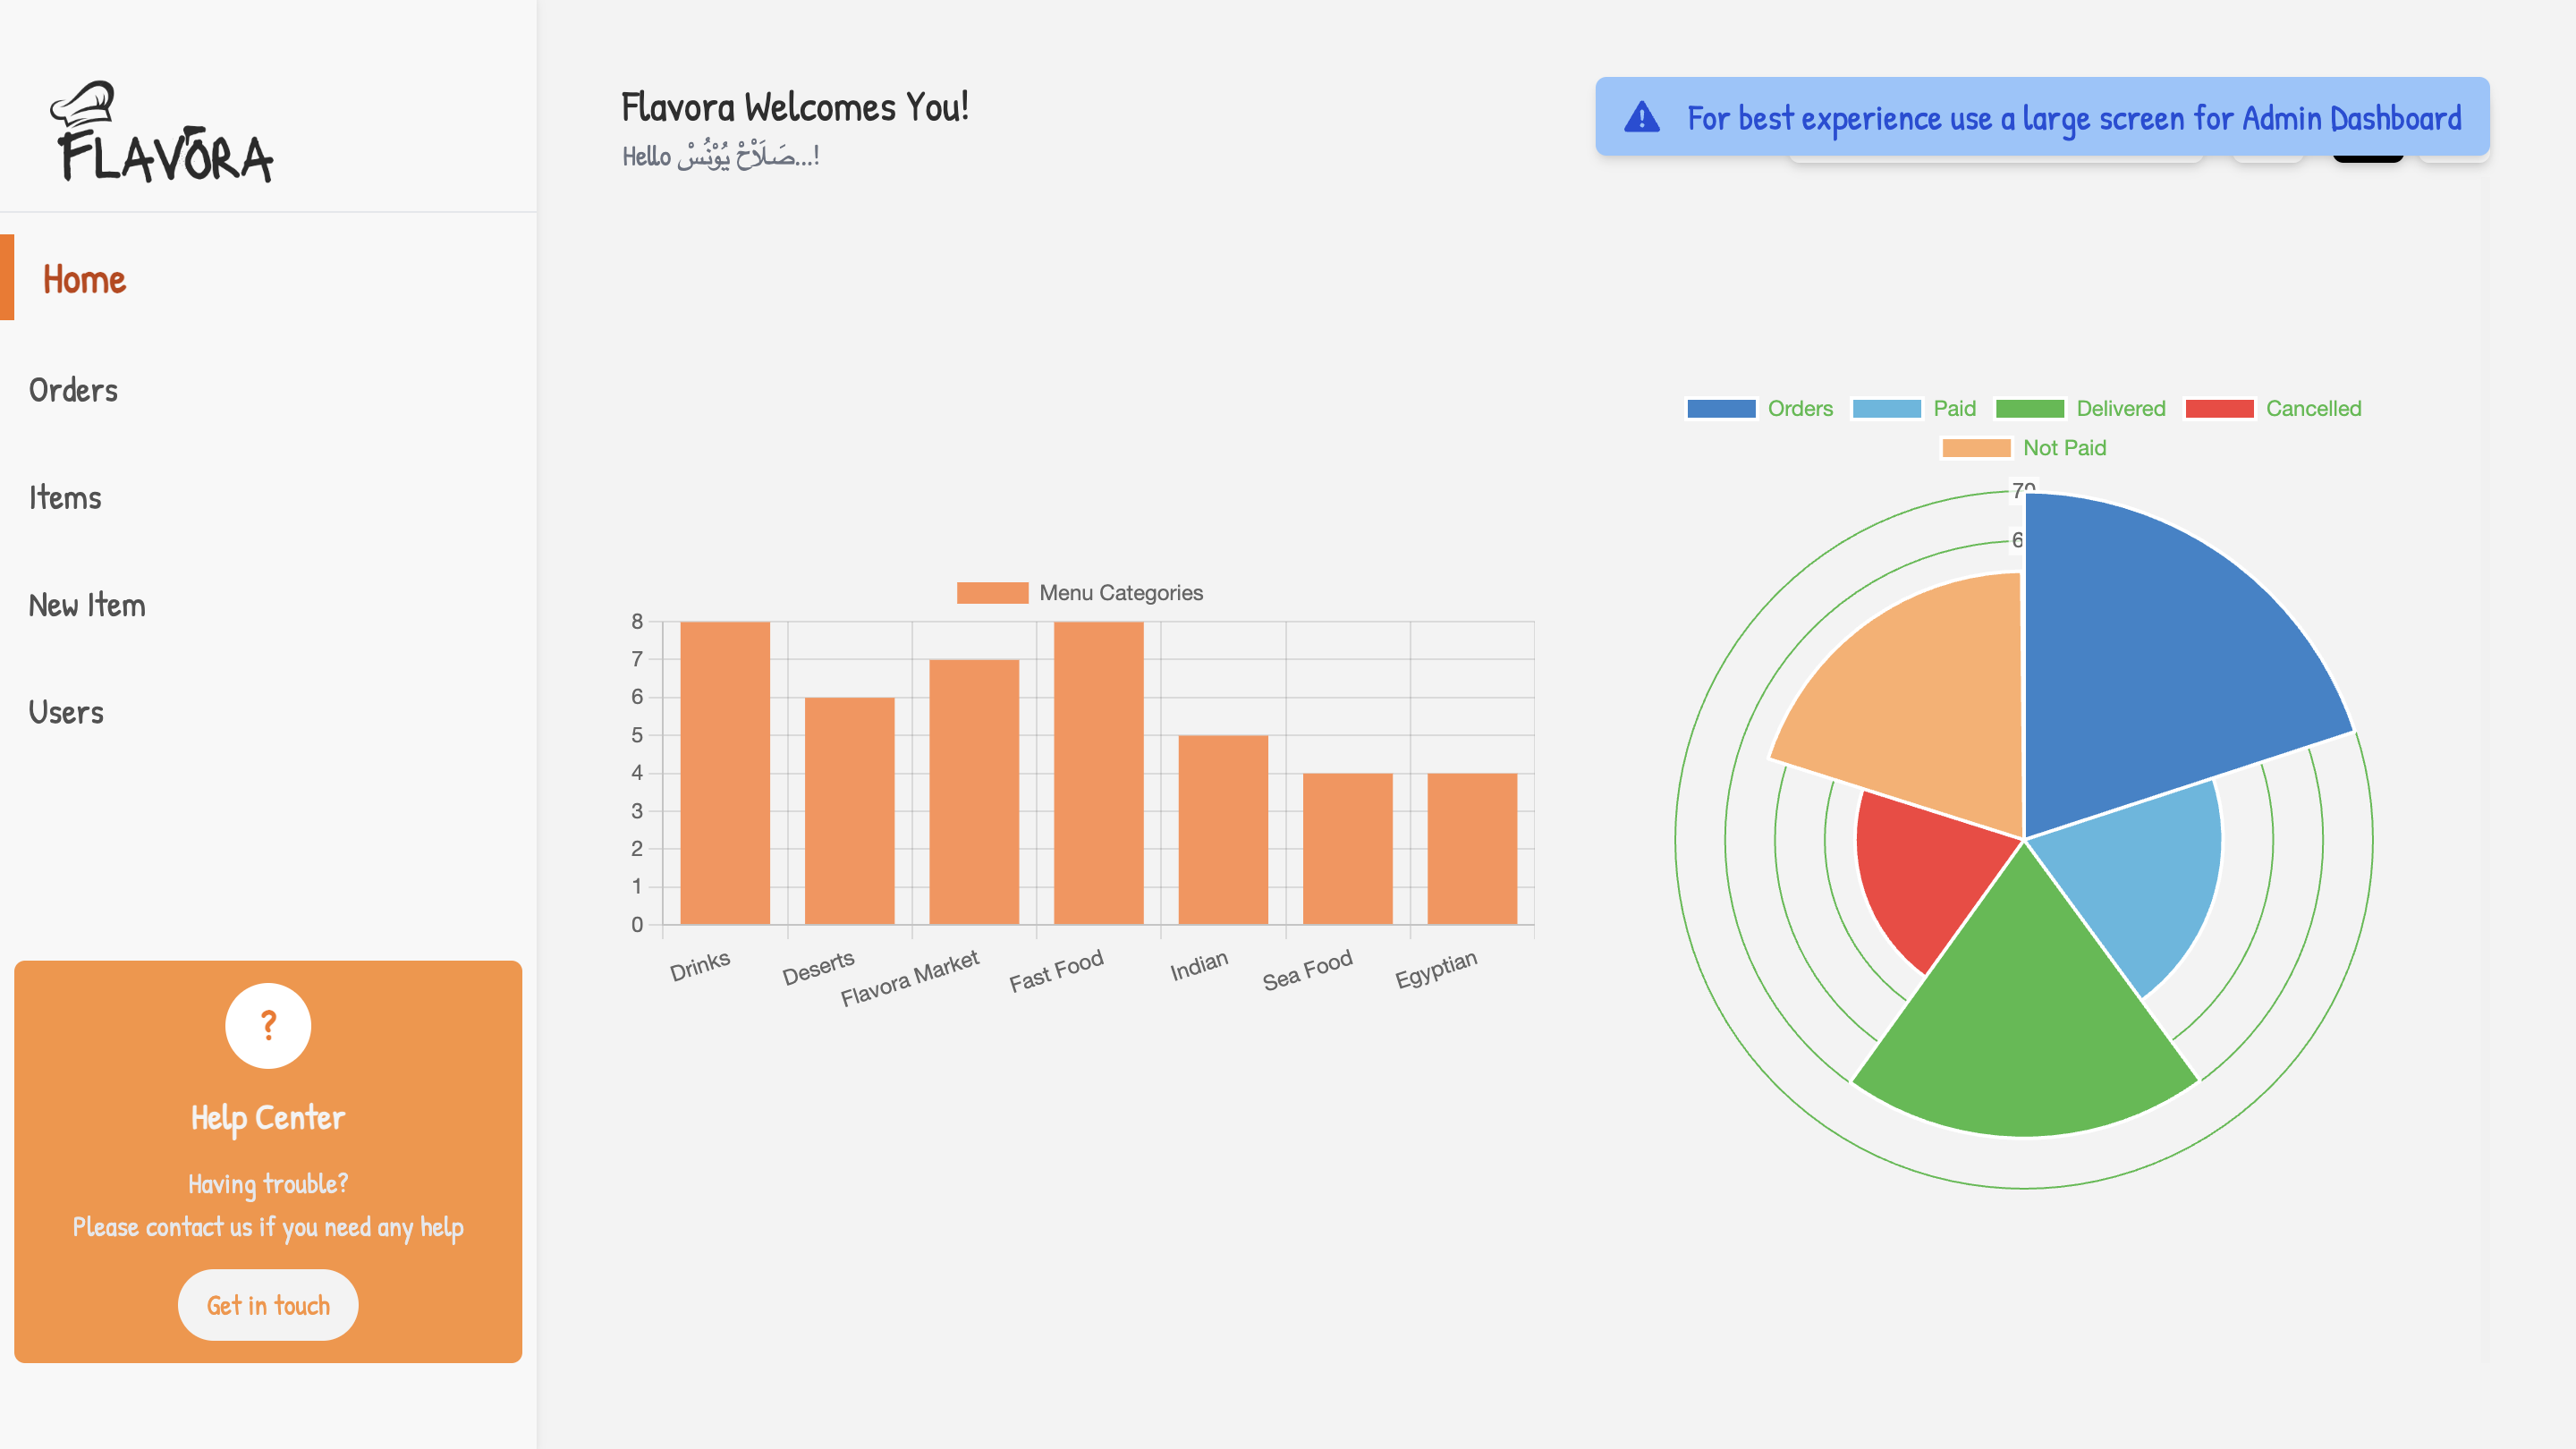 FLAVORA
Home
Orders
Items
New Item
Users
?
Help Center
Having trouble?
Please contact us if you need any help
Get in touch
Flavora Welcomes You!
Hello صَلَاْحْ يُوْنُسْ...!
For best experience use a large screen for Admin Dashboard
Menu Categories
8
7
6
5
4
3
2
1
0
Drinks
Deserts
Flavora Market
Fast Food
Indian
Sea Food
Egyptian
Orders Paid Delivered Cancelled
Not Paid
70